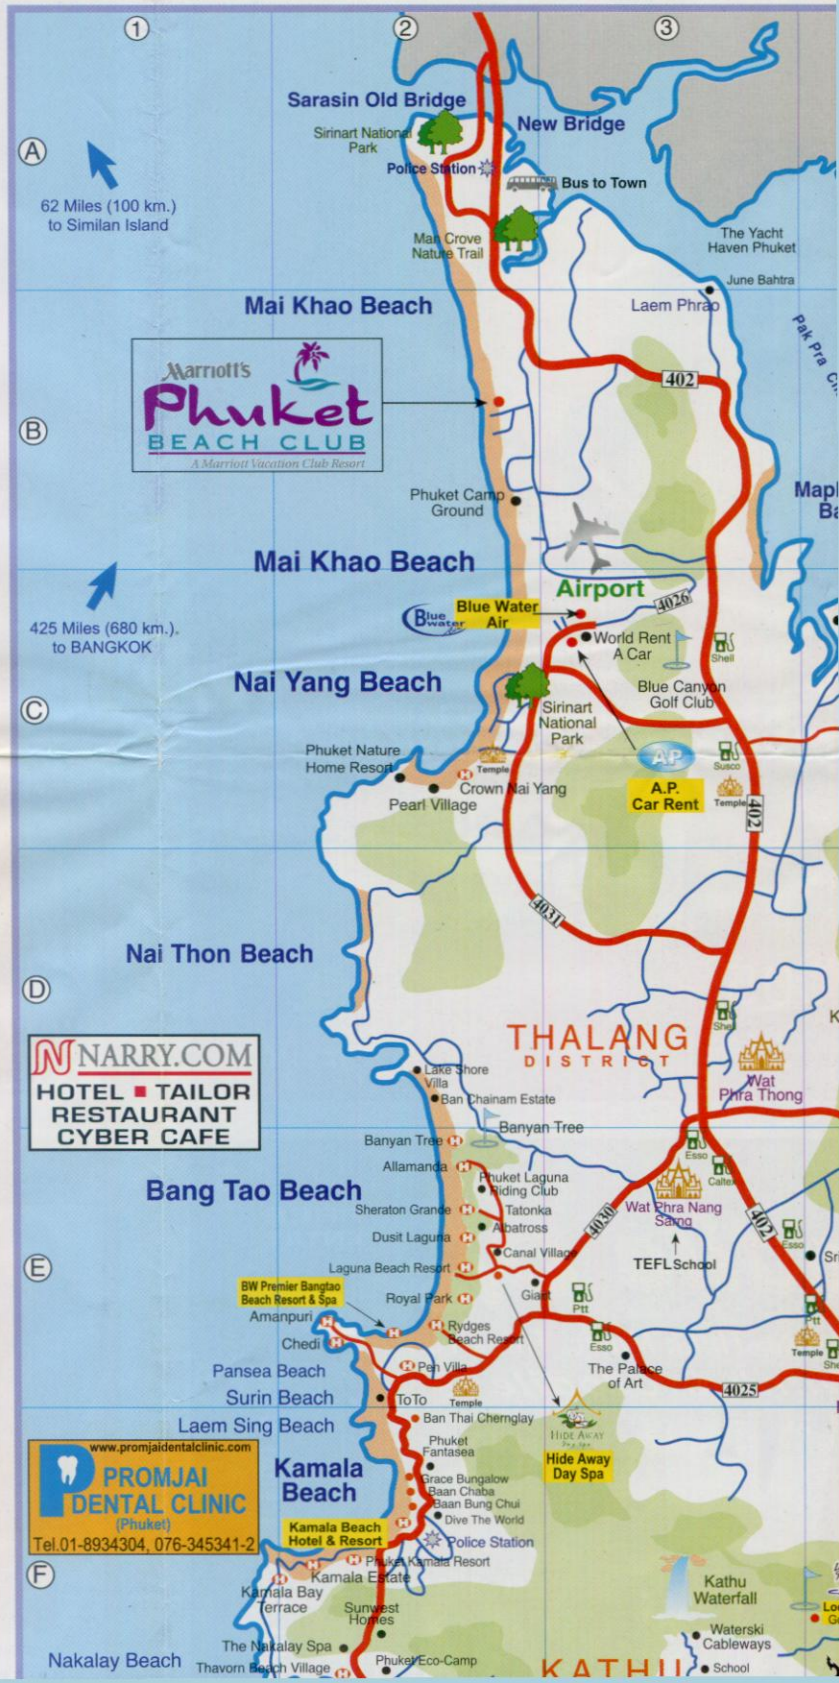 1
2
3
Sarasin Old Bridge
Sirinart National
Park
New Bridge
A
Police Station
Bus to Town
62 Miles (100 km.)
to Similan Island
Man Crove
Nature Trail
The Yacht
Haven Phuket
June Bahtra
Mai Khao Beach
Laem Phrao
Pak Pra
Marriott's
Phuket
BEACH CLUB
A Marriott Vacation Club Resort
402
B
Phuket Camp
Ground
Mai Khao Beach
Airport
4026
Blue
water
Blue Water
Air
425 Miles (680 km.).
to BANGKOK
World Rent
A Car
Shell
Nai Yang Beach
Blue Canyon
Golf Club
C
Sirinart
National
Park
Phuket Nature
Home Resort
Temple
AP
Susco
Crown Nai Yang
A.P.
Car Rent
Temple
Pearl Village
402
4031
Nai Thon Beach
D
Shell
THALANG
DISTRICT
NARRY.COM
HOTEL ▪ TAILOR
RESTAURANT
CYBER CAFE
Lake Shore
Villa
Wat
Phra Thong
Ban Chainam Estate
Banyan Tree
Banyan Tree
Esso
Allamanda
Phuket Laguna
Riding Club
Caltex
Bang Tao Beach
Sheraton Grande
Tatonka
Wat Phra Nang
Sarng
4030
402
Albatross
Dusit Laguna
Esso
Canal Village
TEFL School
E
Laguna Beach Resort
BW Premier Bangtao
Beach Resort & Spa
Royal Park
Giant
Ptt
Ptt
Amanpuri
Rydges
Beach Resort
Chedi
Esso
Temple
Pansea Beach
Pen Villa
The Palace
of Art
4025
Surin Beach
ToTo
Temple
Laem Sing Beach
Ban Thai Chernglay
HIDE AWAY
Day Spa
Phuket
Fantasea
Hide Away
Day Spa
www.promjaidentalclinic.com
P PROMJAI
DENTAL CLINIC
(Phuket)
Tel.01-8934304, 076-345341-2
Kamala
Beach
Grace Bungalow
Baan Chaba
Baan Bung Chui
Dive The World
Kamala Beach
Hotel & Resort
Police Station
F
Phuket Kamala Resort
Kamala Estate
Kamala Bay
Terrace
Kathu
Waterfall
Sunwest
Homes
Waterski
Cableways
The Nakalay Spa
Nakalay Beach
Thavorn Beach Village
Phuket Eco-Camp
KATHU
School